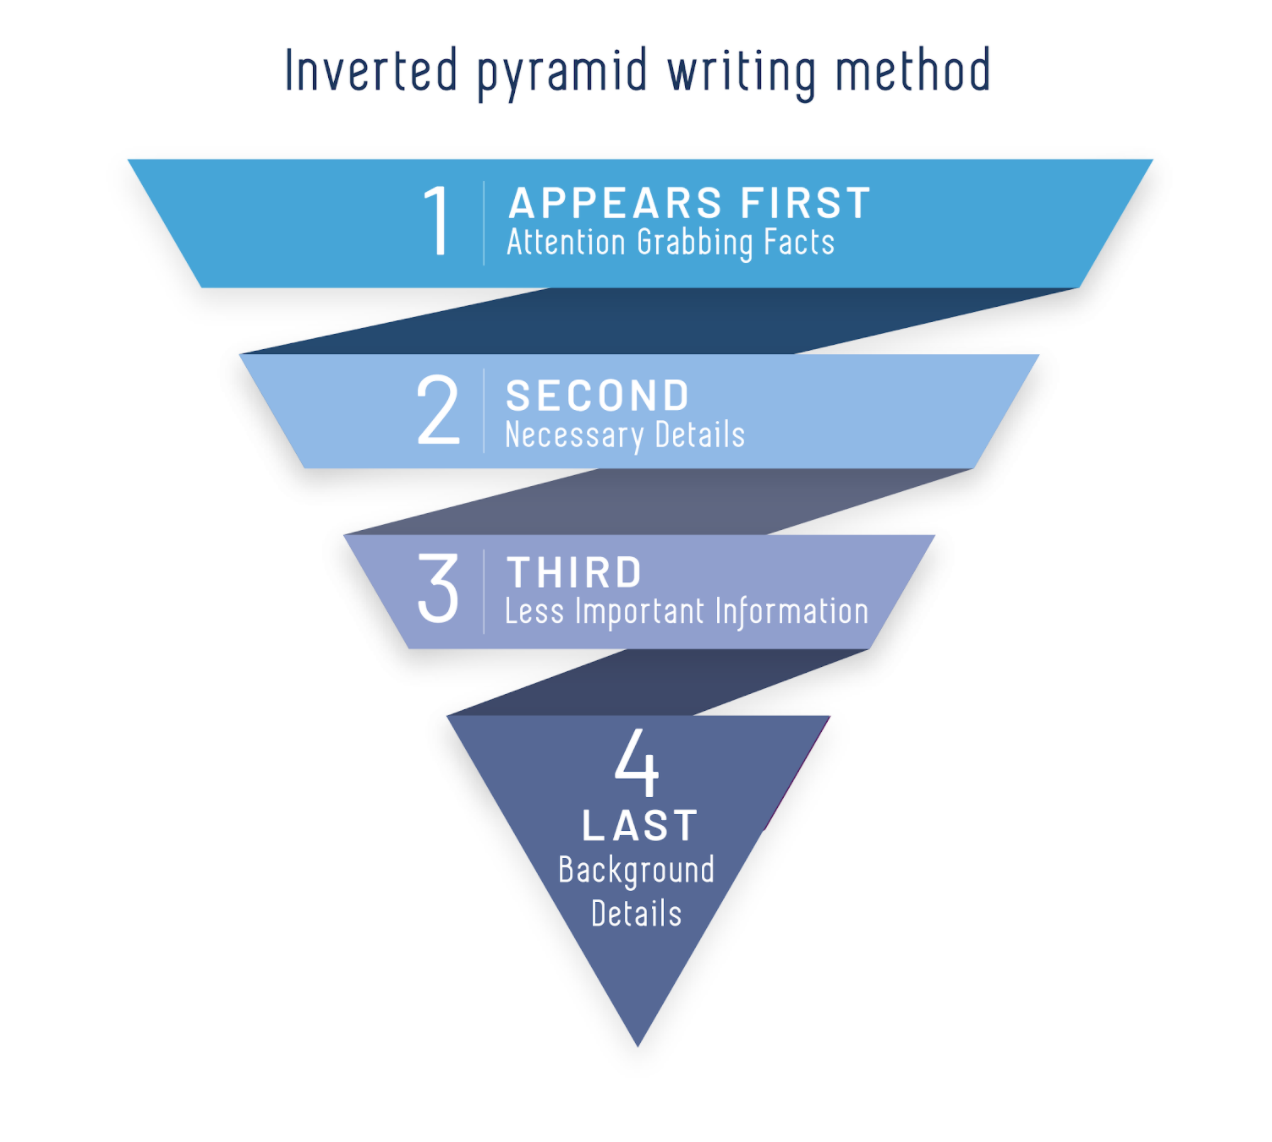 Inverted pyramid writing method
1
APPEARS FIRST
Attention Grabbing Facts
2
SECOND
Necessary Details
3
THIRD
Less Important Information
4
LAST
Background
Details